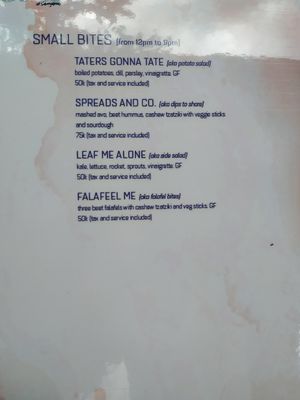 SMALL BITES (from 12pm to 9pm)
TATERS GONNA TATE (aka potato salad)
boiled potatoes, dill, parsley, vinaigrette. GF
50k (tax and service included)
SPREADS AND CO. (aka dips to share)
mashed avo, beet hummus, cashew tzatziki with veggie sticks
and sourdough
75k (tax and service included)
LEAF ME ALONE (aka side salad)
kale, lettuce, rocket, sprouts, vinaigrette. GF
50k (tax and service included)
FALAFEEL ME (aka falafel bites)
three beet falafels with cashew tzatziki and veg sticks. GF
50k (tax and service included)